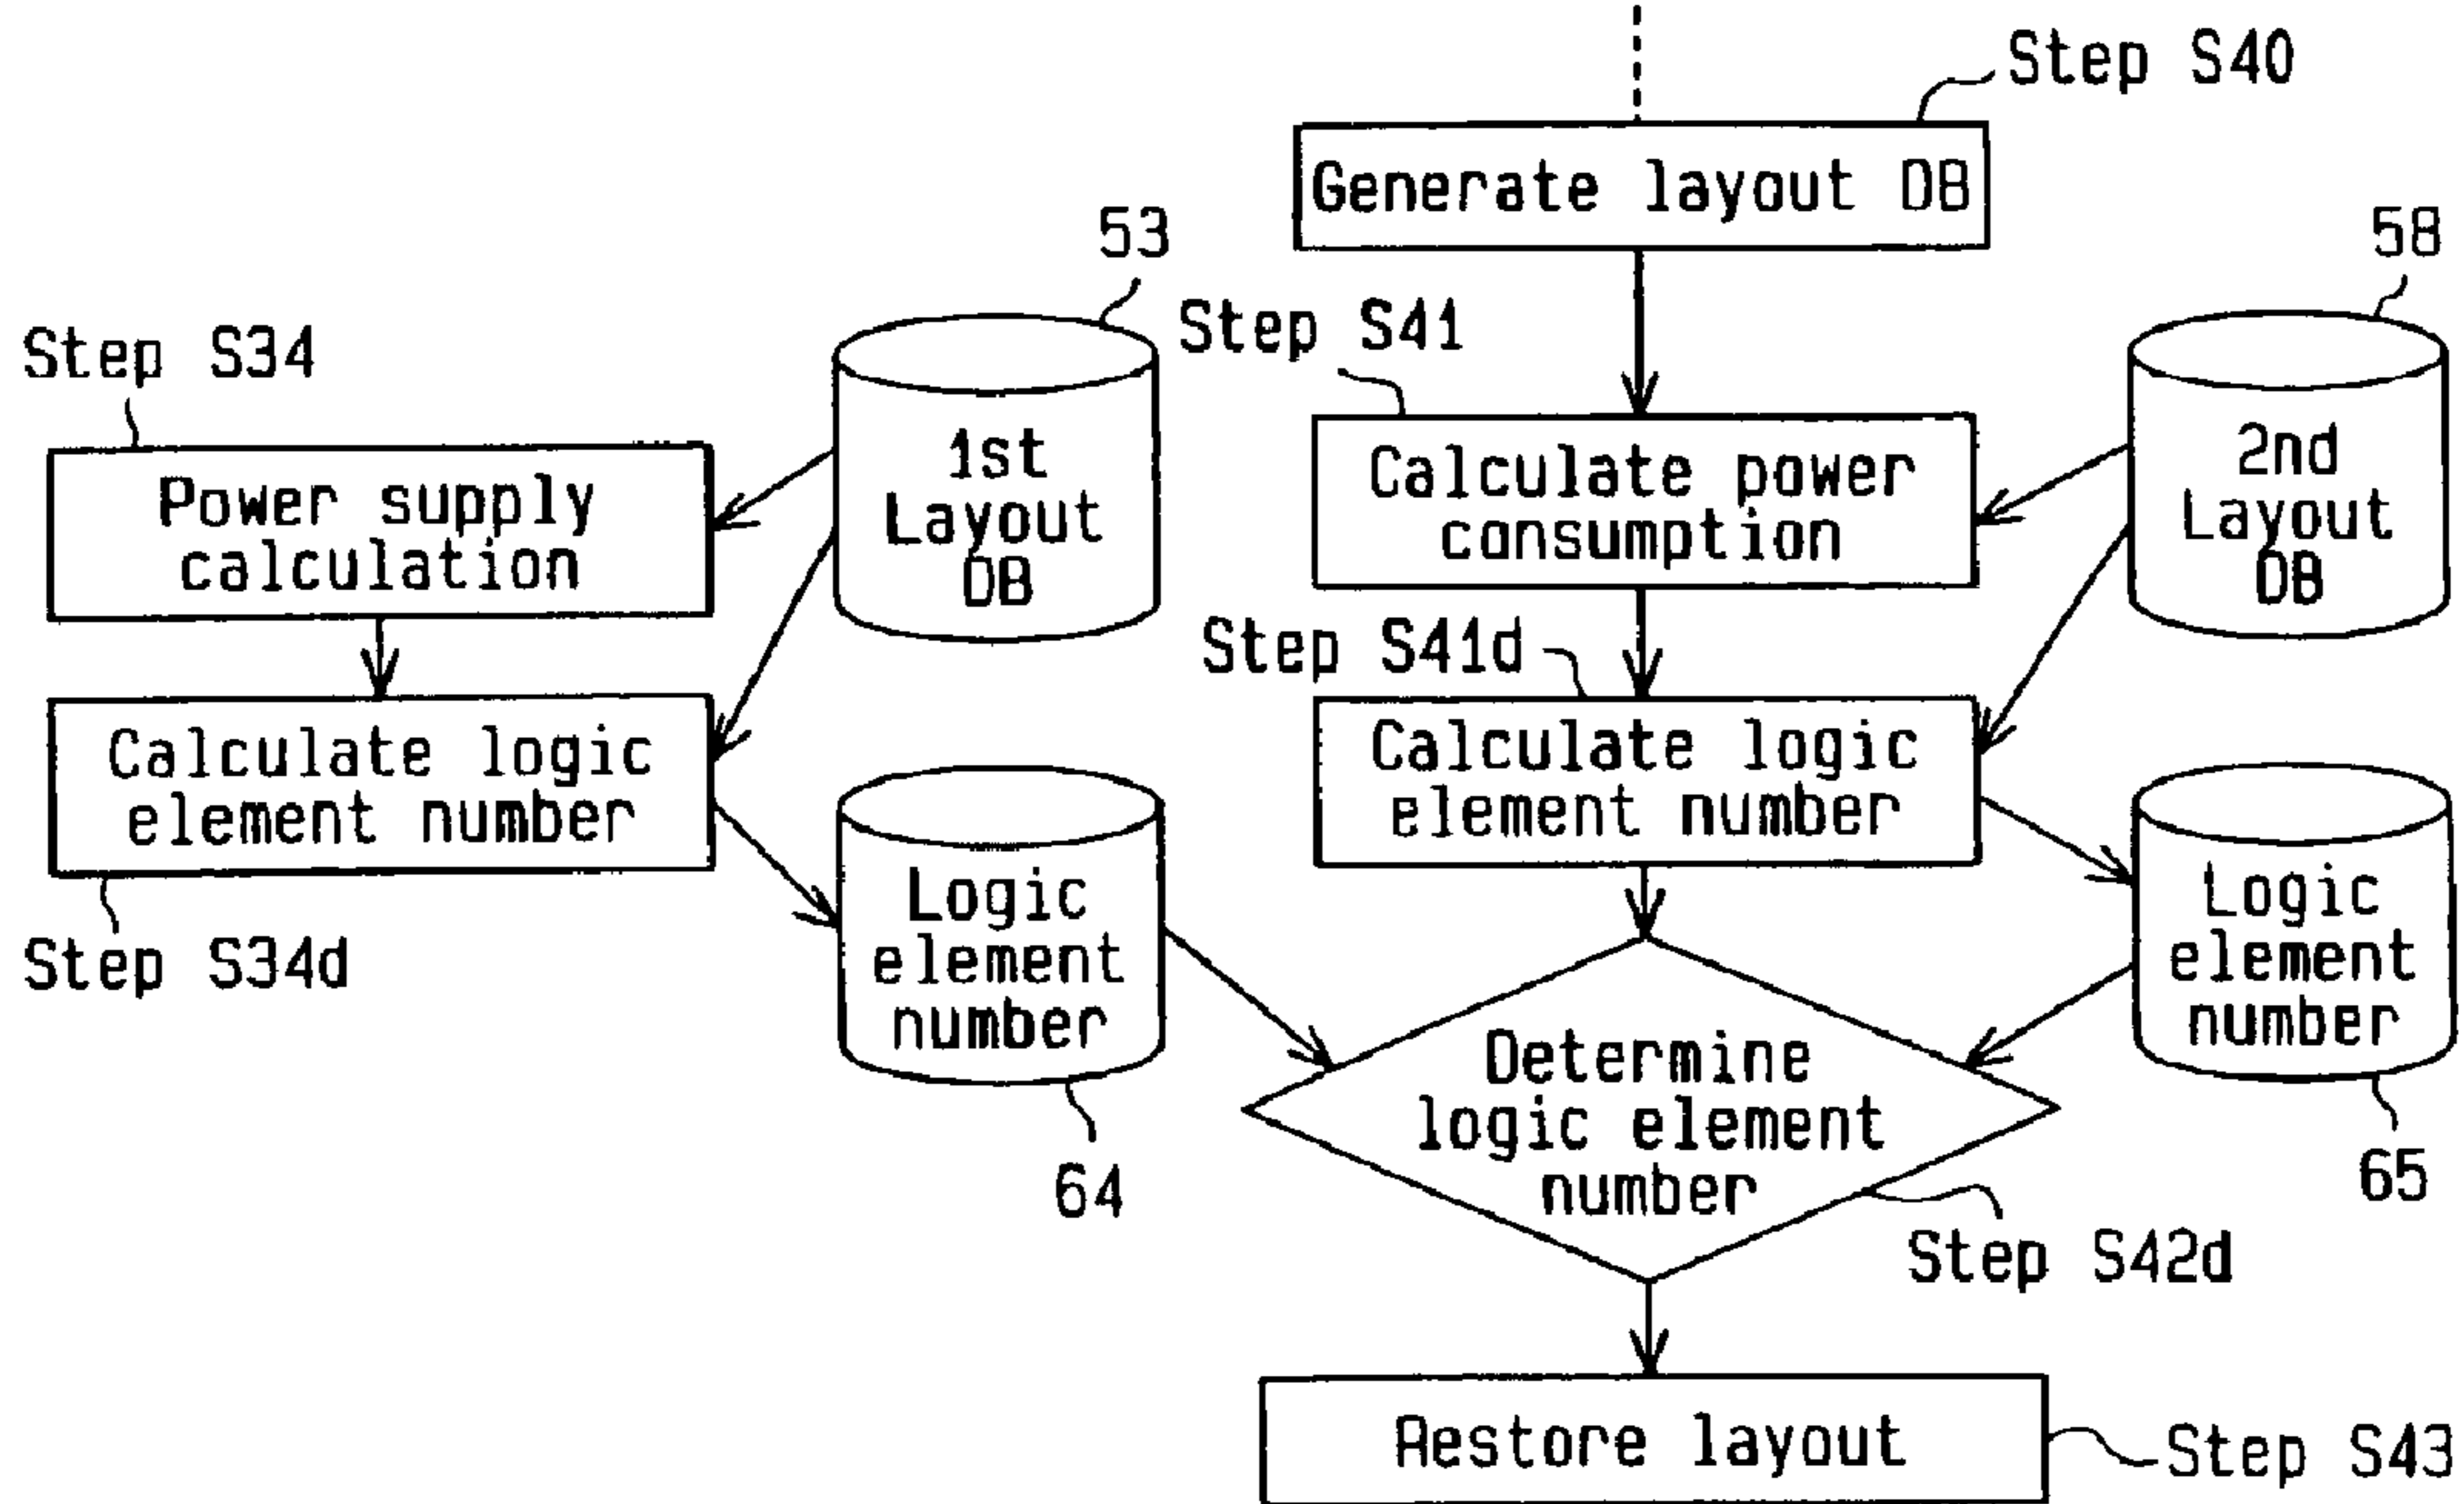 Step S40
Generate layout DB
53
58
Step S34
Step S41
1st
Layout
DB
2nd
Layout
DB
Power supply
calculation
Calculate power
consumption
Step S41d
Calculate logic
element number
Calculate logic
element number
Step S34d
Logic
element
number
Logic
element
number
64
65
Determine
logic element
number
Step S42d
Restore layout
Step S43